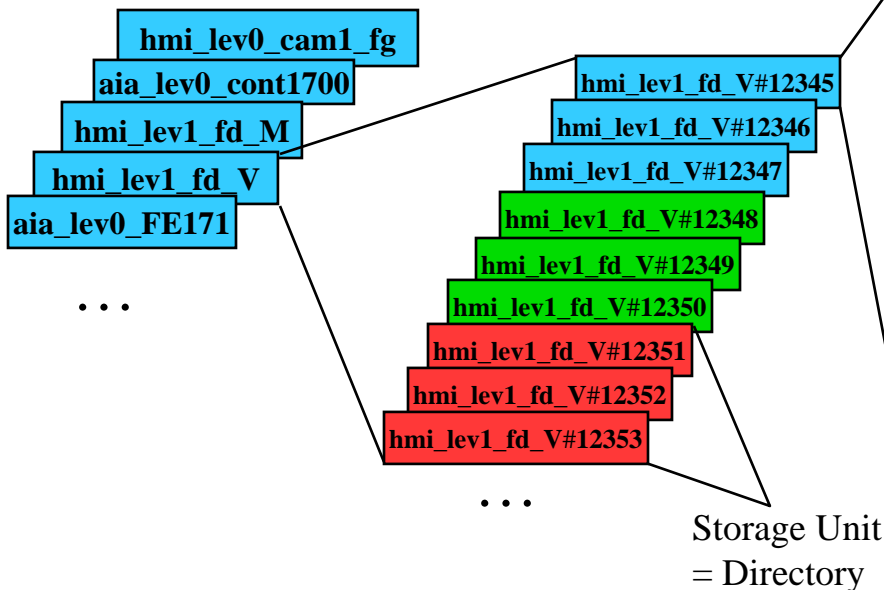 hmi_lev0_cam1_fg
aia_lev0_cont1700
hmi_lev1_fd_M
hmi_lev1_fd_V
aia_lev0_FE171
...
hmi_lev1_fd_V#12345
hmi_lev1_fd_V#12346
hmi_lev1_fd_V#12347
hmi_lev1_fd_V#12348
hmi_lev1_fd_V#12349
hmi_lev1_fd_V#12350
hmi_lev1_fd_V#12351
hmi_lev1_fd_V#12352
hmi_lev1_fd_V#12353
...
Storage Unit
= Directory